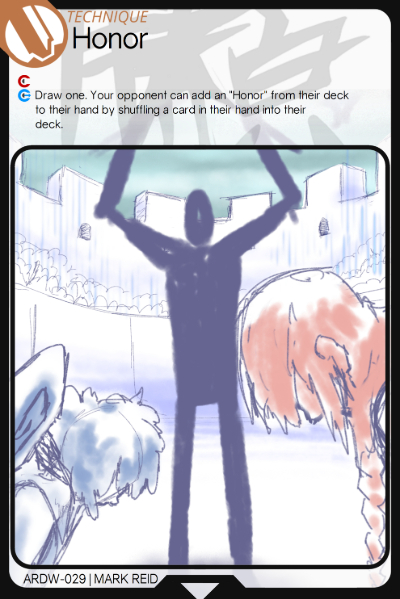 TECHNIQUE
Honor
C
C Draw one. Your opponent can add an "Honor" from their deck
to their hand by shuffling a card in their hand into their
deck.
ARDW-029 | MARK REID